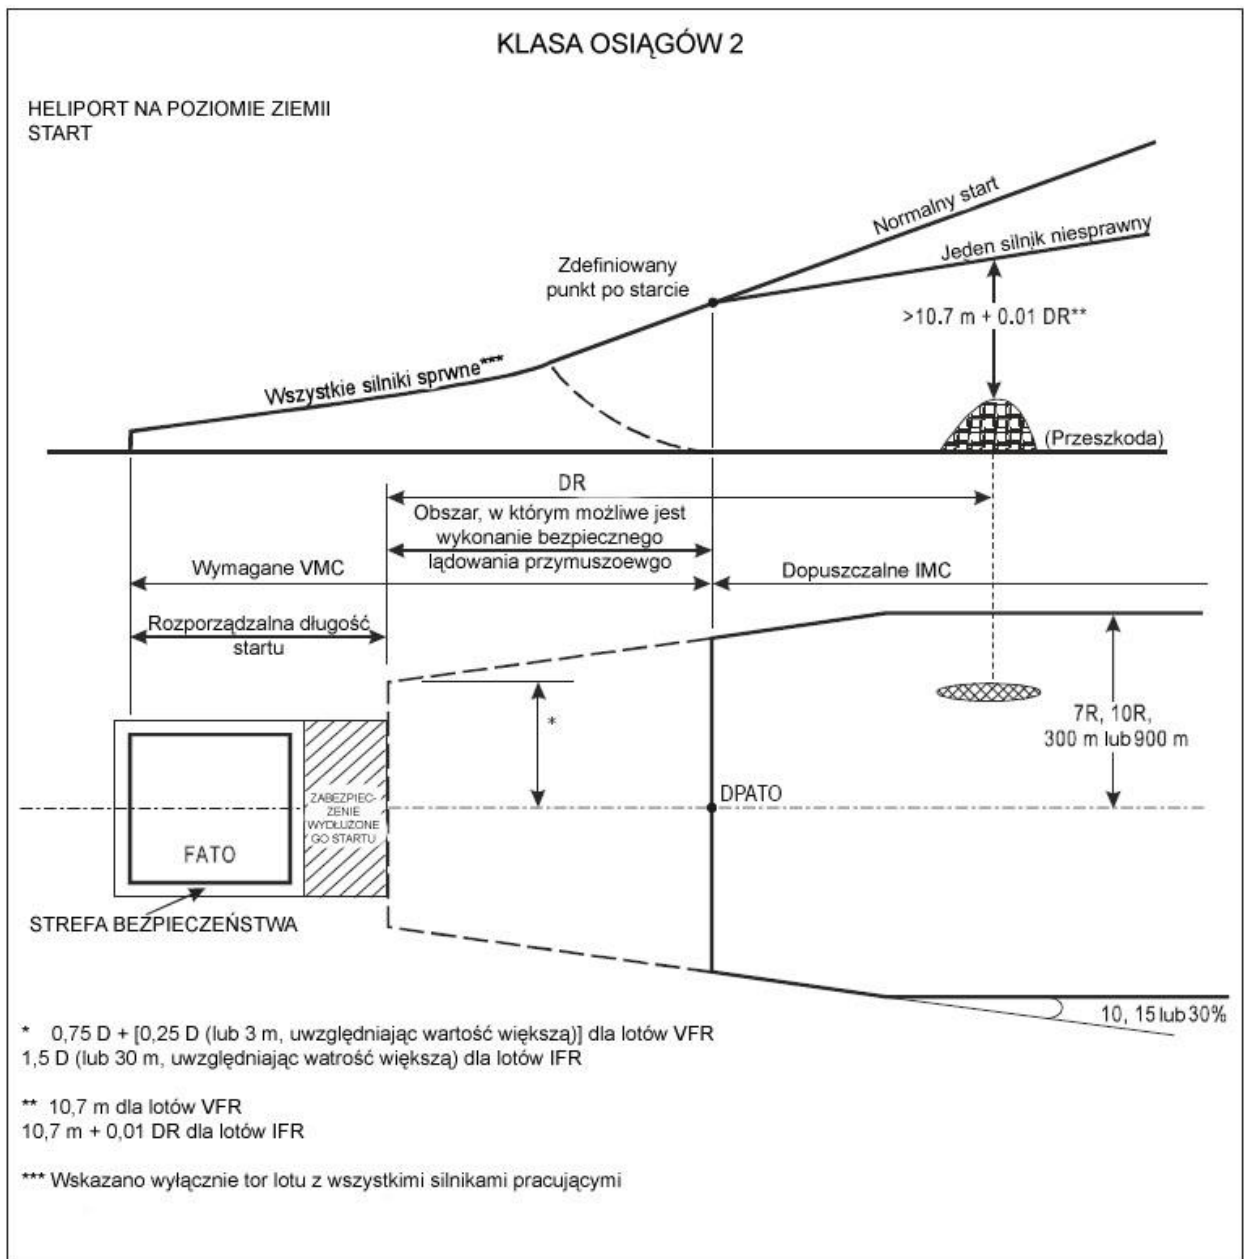 KLASA OSIĄGÓW 2
HELIPORT NA POZIOMIE ZIEMII
START
Normalny start
Jeden silnik niesprawny
Zdefiniowany
punkt po starcie
>10.7 m + 0.01 DR**
Wszystkie silniki sprwne***
(Przeszkoda)
DR
Obszar, w którym możliwe jest
wykonanie bezpiecznego
lądowania przymuszoewgo
Wymagane VMC
Dopuszczalne IMC
Rozporządzalna długość
startu
*
7R, 10R,
300 m lub 900 m
DPATO
ZABEZPIEC-
ZENIE
WYDŁUŻONE
GO STARTU
FATO
STREFA BEZPIECZEŃSTWA
10, 15 lub 30%
* 0,75 D + [0,25 D (lub 3 m, uwzględniając wartość większą)] dla lotów VFR
1,5 D (lub 30 m, uwzględniając watrość większą) dla lotów IFR
** 10,7 m dla lotów VFR
10,7 m + 0,01 DR dla lotów IFR
*** Wskazano wyłącznie tor lotu z wszystkimi silnikami pracującymi